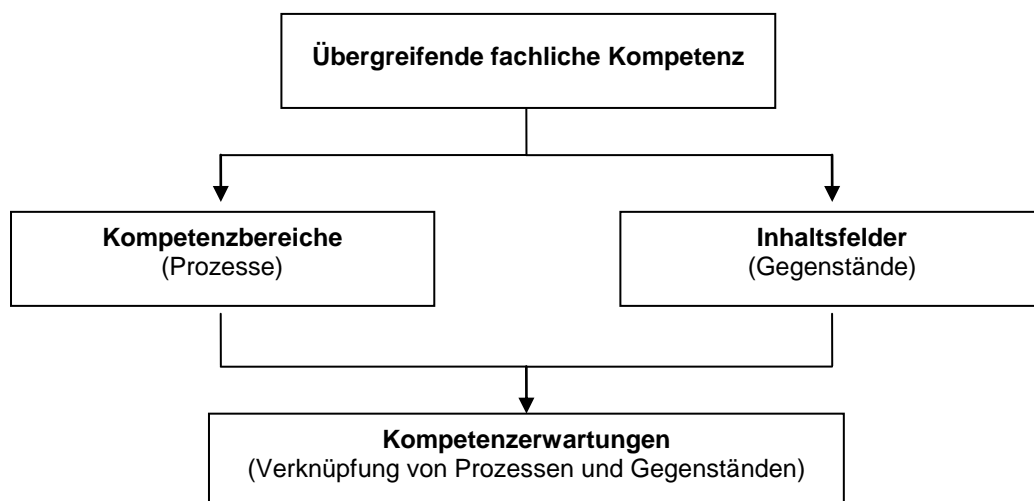 Übergreifende fachliche Kompetenz
Kompetenzbereiche
(Prozesse)
Inhaltsfelder
(Gegenstände)
Kompetenzerwartungen
(Verknüpfung von Prozessen und Gegenständen)